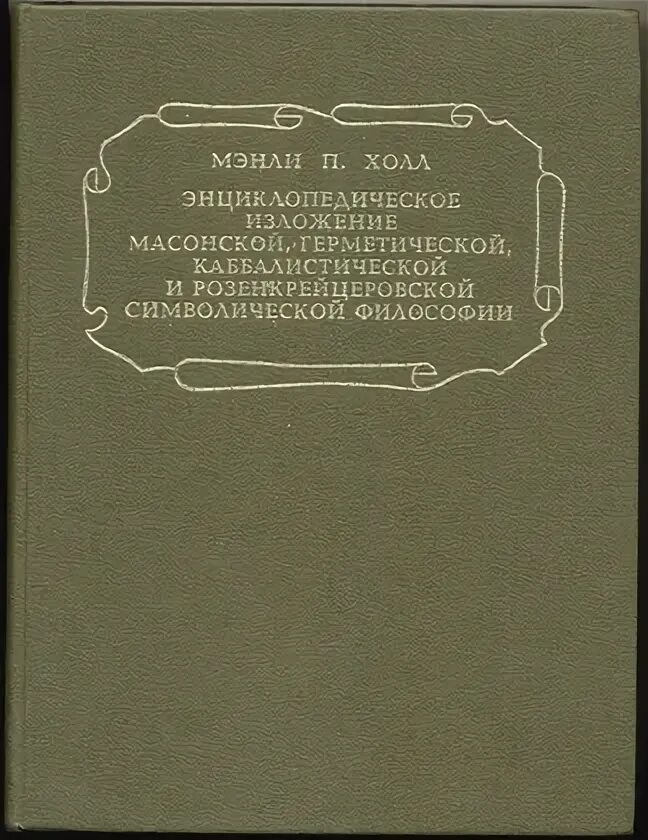 МЭНЛИ П. ХОЛЛ
ЭНЦИКЛОПЕДИЧЕСКОЕ
ИЗЛОЖЕНИЕ
МАСОНСКОЙ, ГЕРМЕТИЧЕСКОЙ,
КАББАЛИСТИЧЕСКОЙ
И РОЗЕНКРЕЙЦЕРОВСКОЙ
СИМВОЛИЧЕСКОЙ ФИЛОСОФИИ